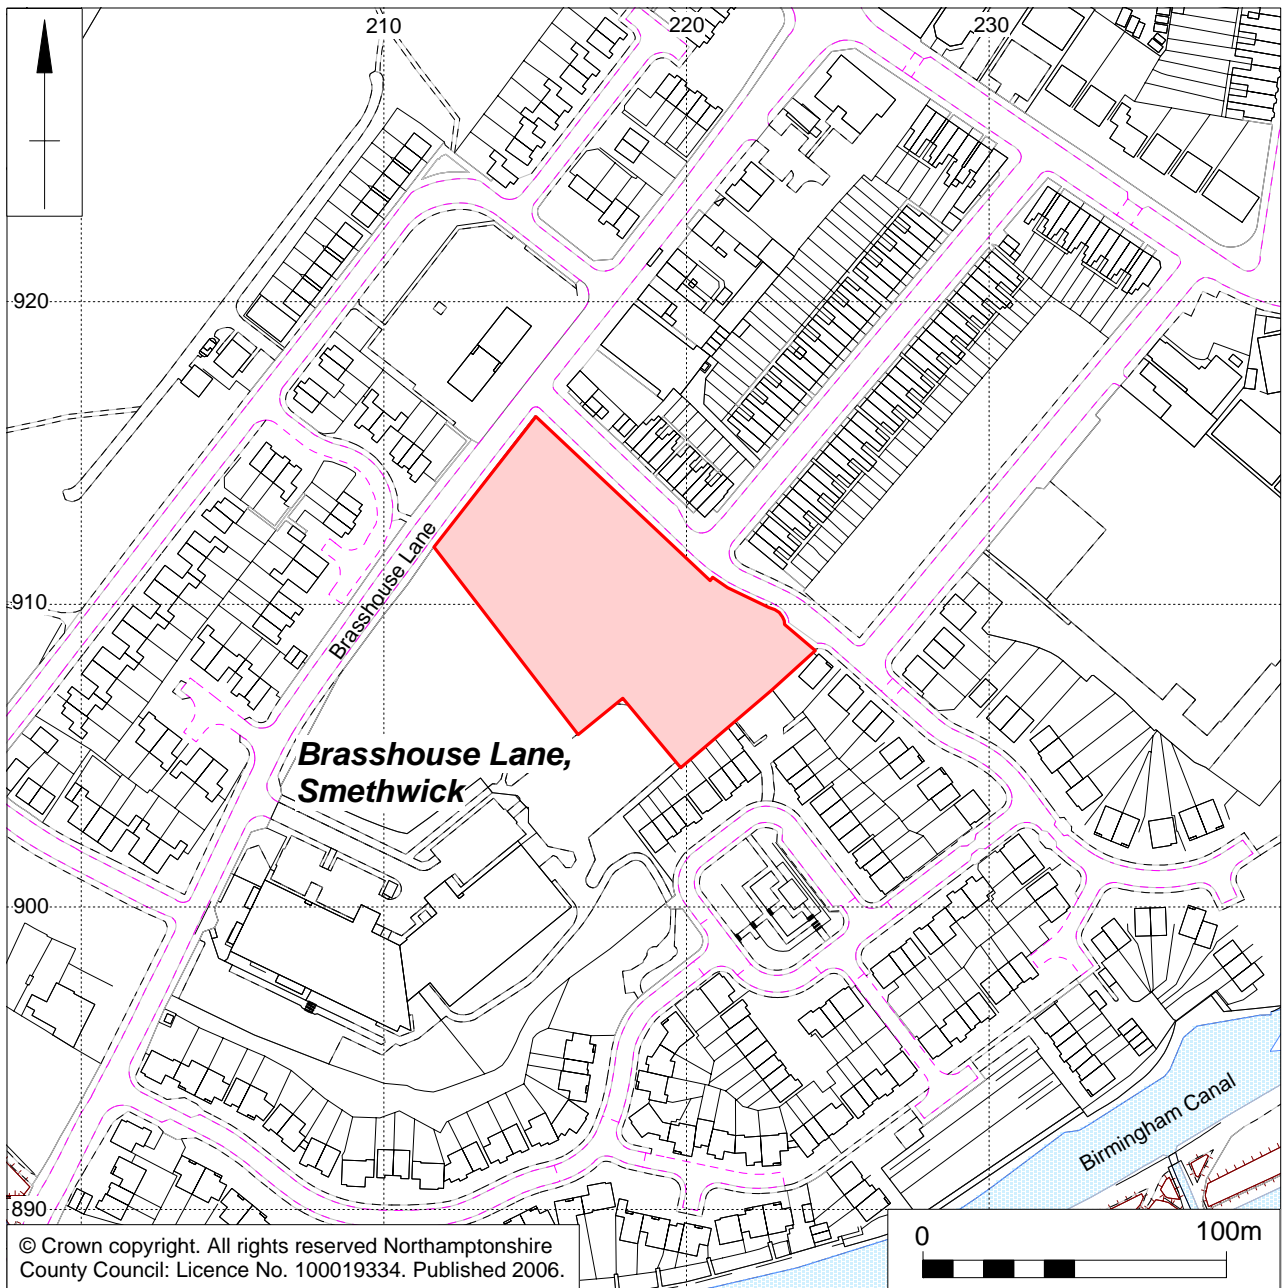 210
220
230
920
910
Brasshouse Lane
Brasshouse Lane,
Smethwick
900
Birmingham Canal
890
© Crown copyright. All rights reserved Northamptonshire
County Council: Licence No. 100019334. Published 2006.
0
100m